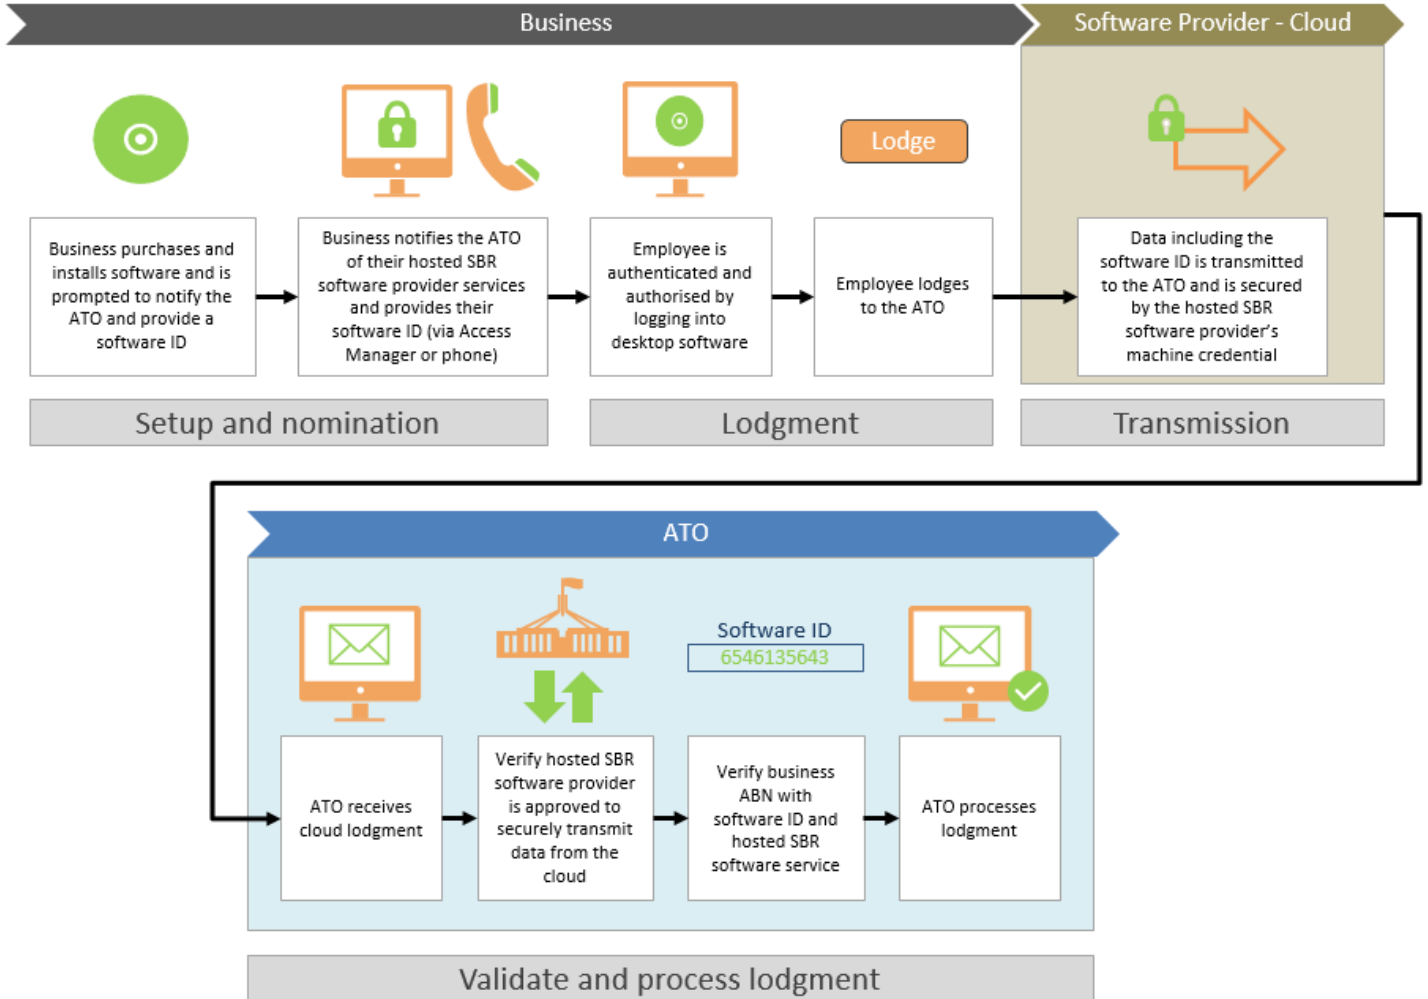 Business
Software Provider - Cloud
Lodge
Business purchases and
installs software and is
prompted to notify the
ATO and provide a
software ID
Business notifies the ATO
of their hosted SBR
software provider services
and provides their
software ID (via Access
Manager or phone)
Employee is
authenticated and
authorised by
logging into
desktop software
Employee lodges
to the ATO
Data including the
software ID is transmitted
to the ATO and is secured
by the hosted SBR
software provider's
machine credential
Setup and nomination
Lodgment
Transmission
ATO
Software ID
6546135643
ATO receives
cloud lodgment
Verify hosted SBR
software provider
is approved to
securely transmit
data from the
cloud
Verify business
ABN with
software ID and
hosted SBR
software service
ATO processes
lodgment
Validate and process lodgment